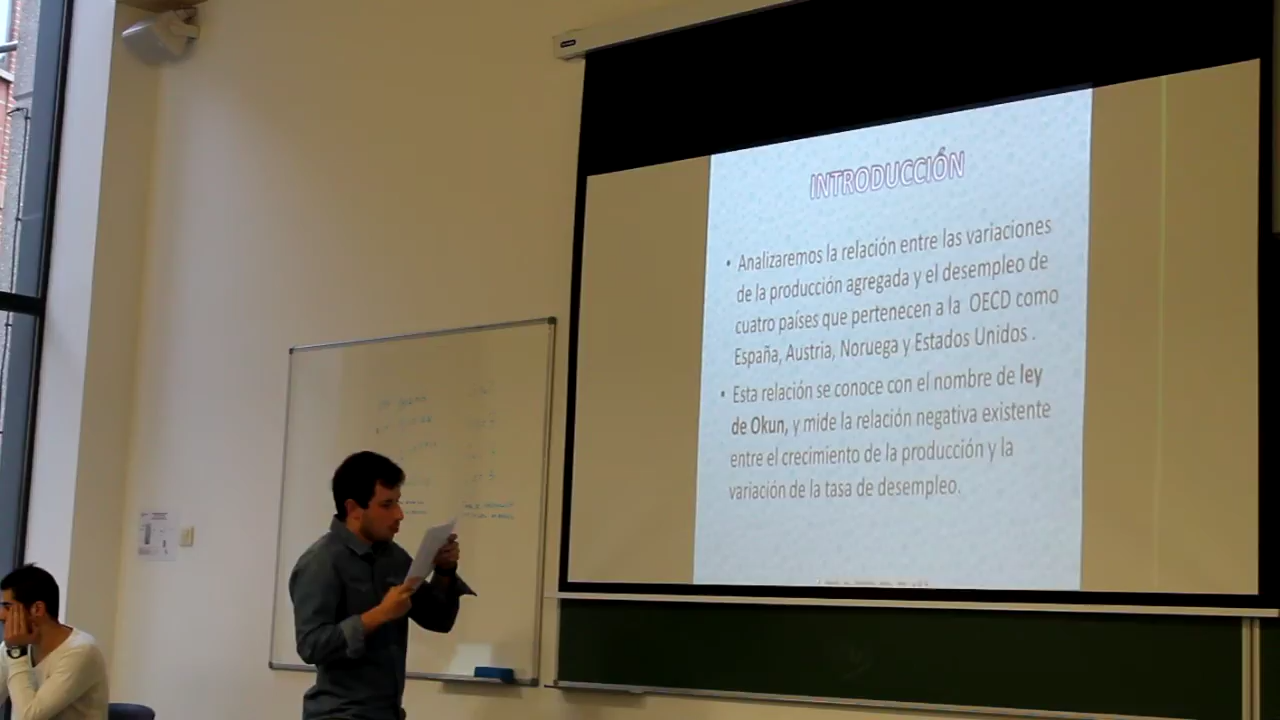 INTRODUCCIÓN
• Analizaremos la relación entre las variaciones
de la producción agregada y el desempleo de
cuatro países que pertenecen a la OECD como
España, Austria, Noruega y Estados Unidos .
• Esta relación se conoce con el nombre de ley
de Okun, y mide la relación negativa existente
entre el crecimiento de la producción y la
variación de la tasa de desempleo.